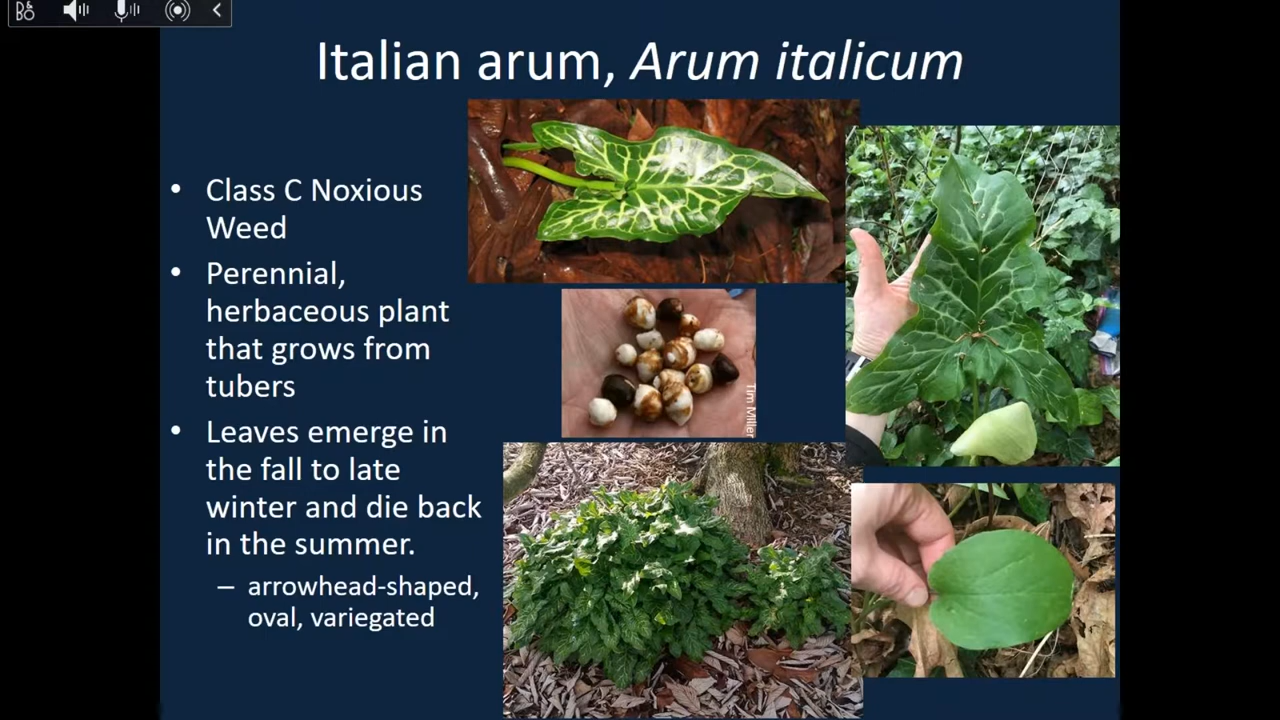 Italian arum, Arum italicum
• Class C Noxious
Weed
• Perennial,
herbaceous plant
that grows from
tubers
• Leaves emerge in
the fall to late
winter and die back
in the summer.
– arrowhead-shaped,
oval, variegated
Tim Miller